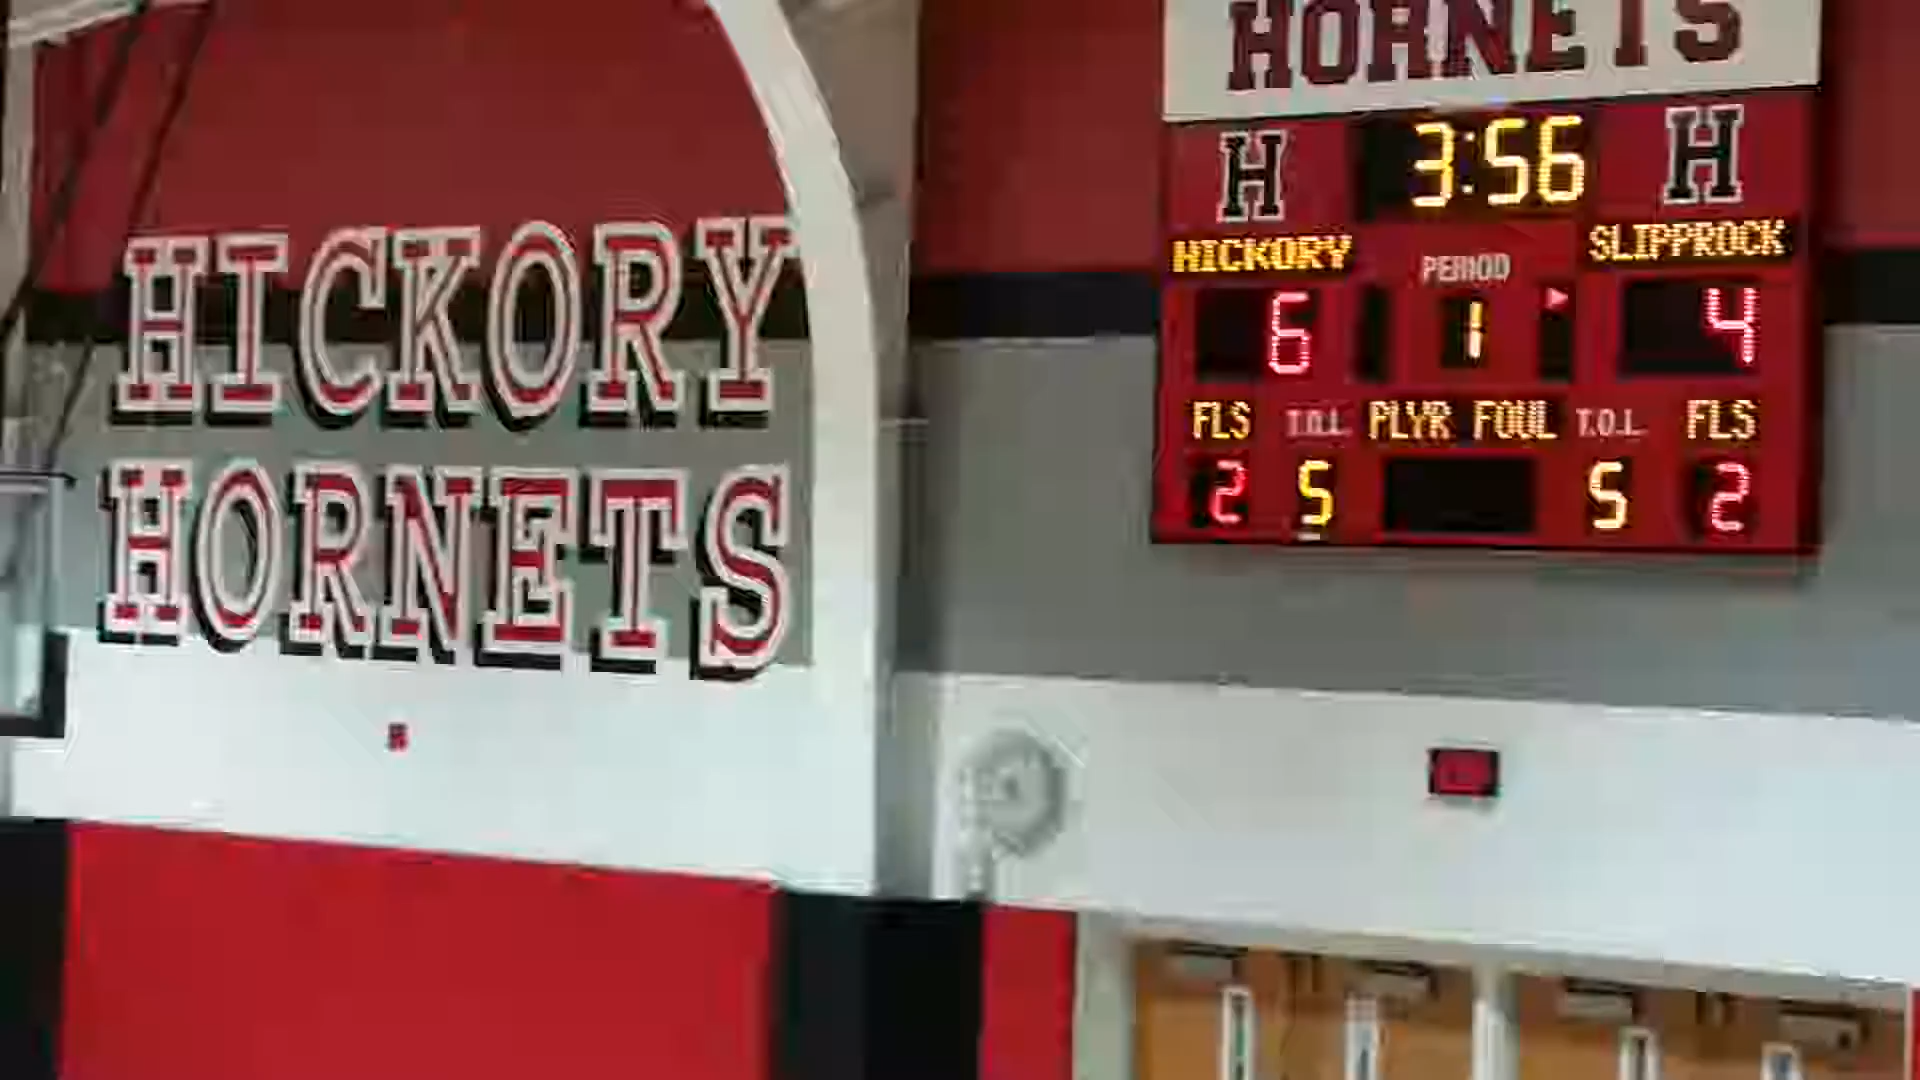 HORNETS
H 3:56 H
HICKORY SLIPPROCK
PERIOD
6 1 4
FLS T.O.L. PLYR FOUL T.O.L. FLS
2 5 5 2
HICKORY
HORNETS